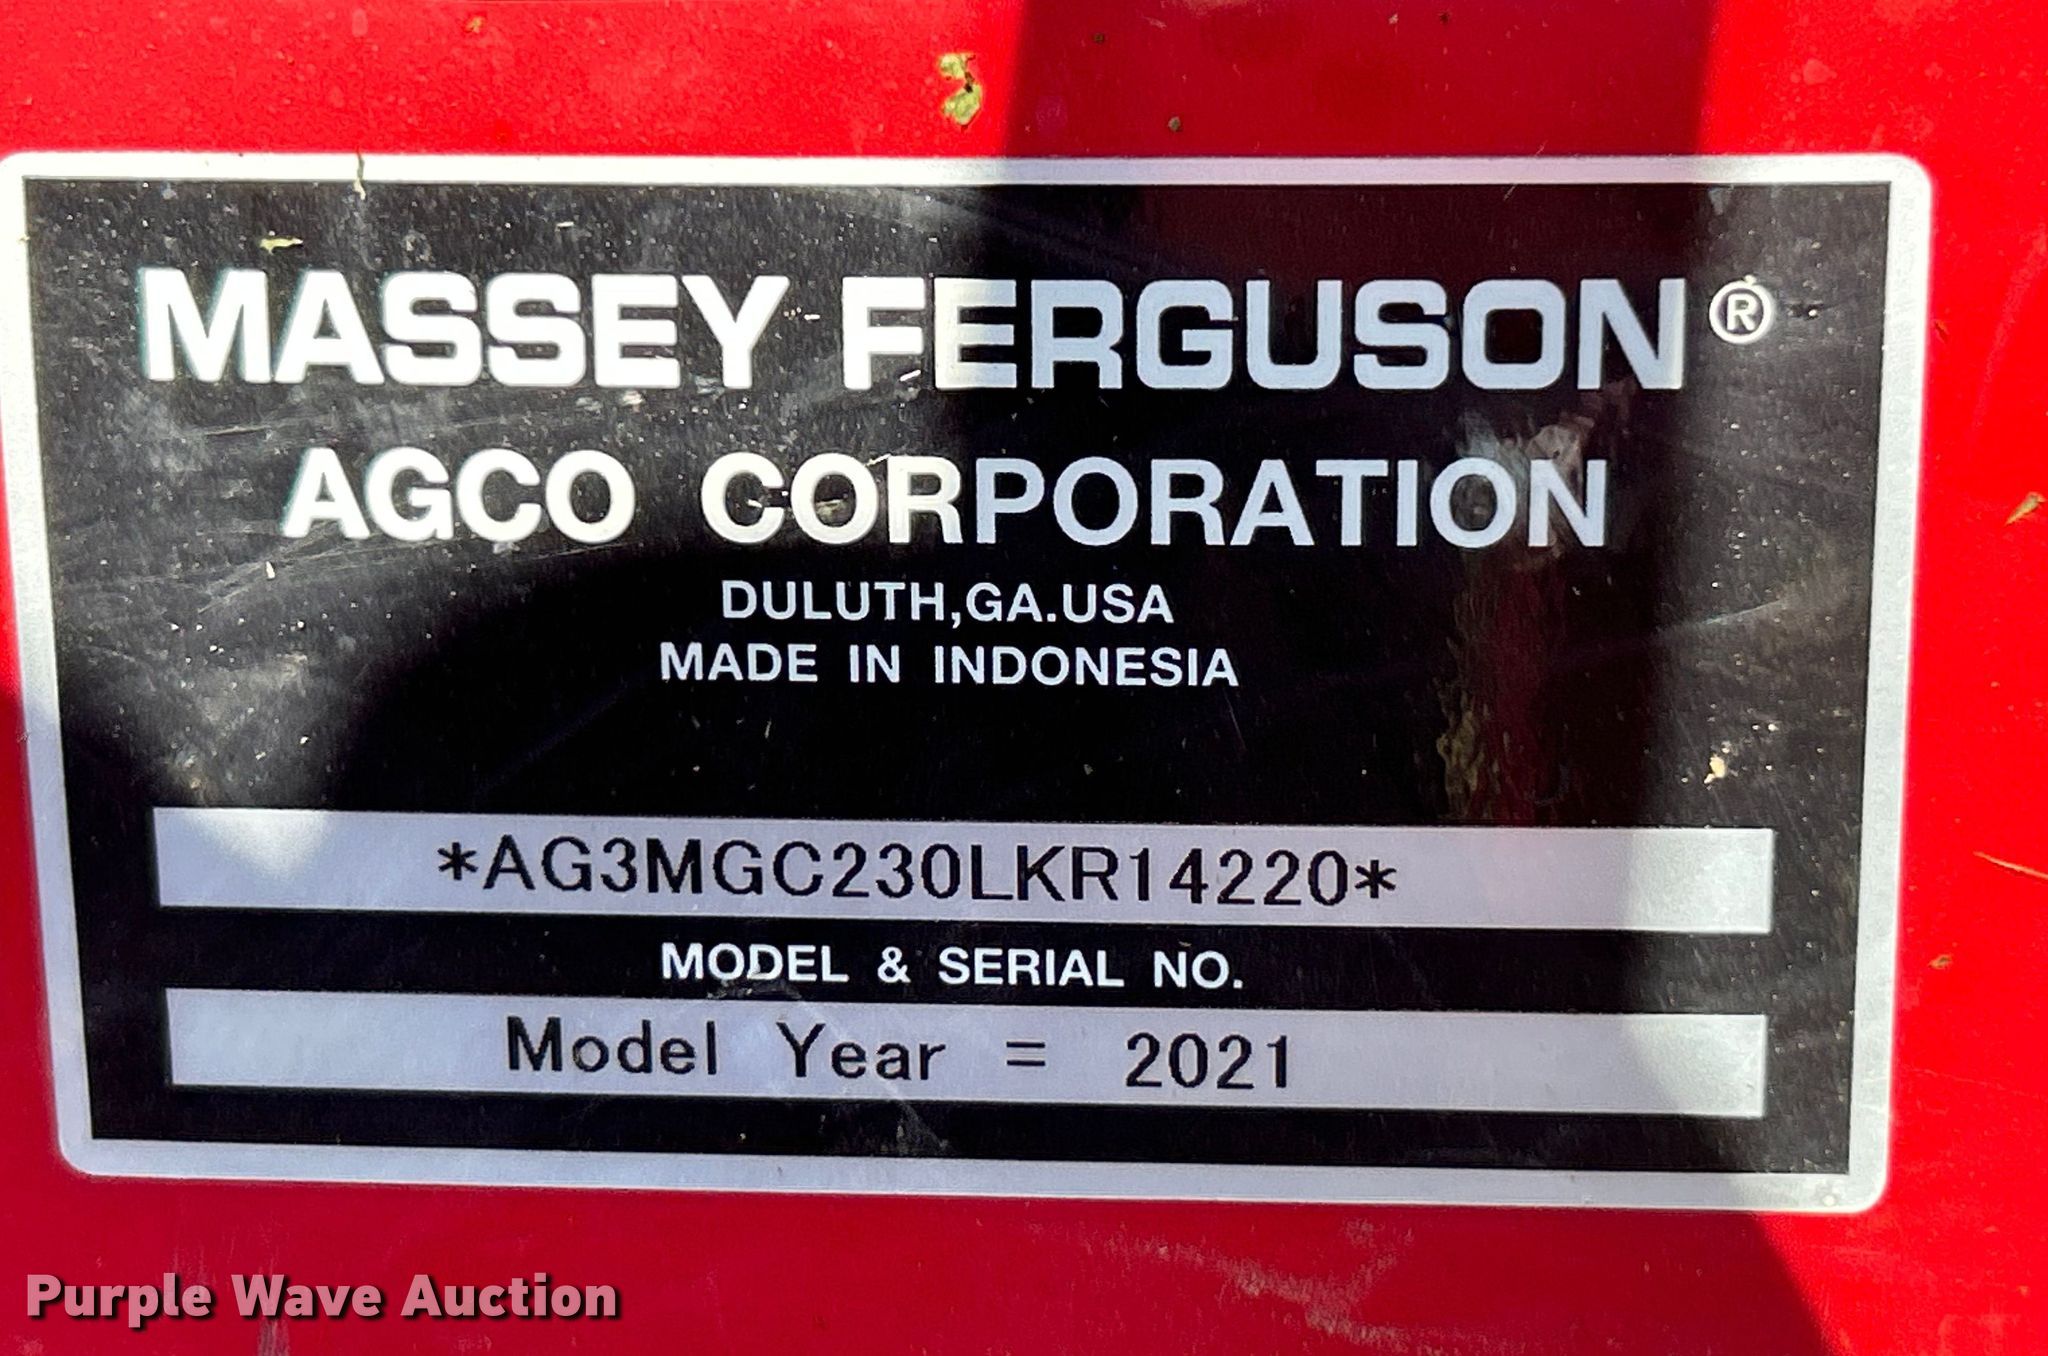 MASSEY FERGUSON®
AGCO CORPORATION
DULUTH,GA.USA
MADE IN INDONESIA
*AG3MGC230LKR14220*
MODEL & SERIAL NO.
Model Year = 2021
Purple Wave Auction